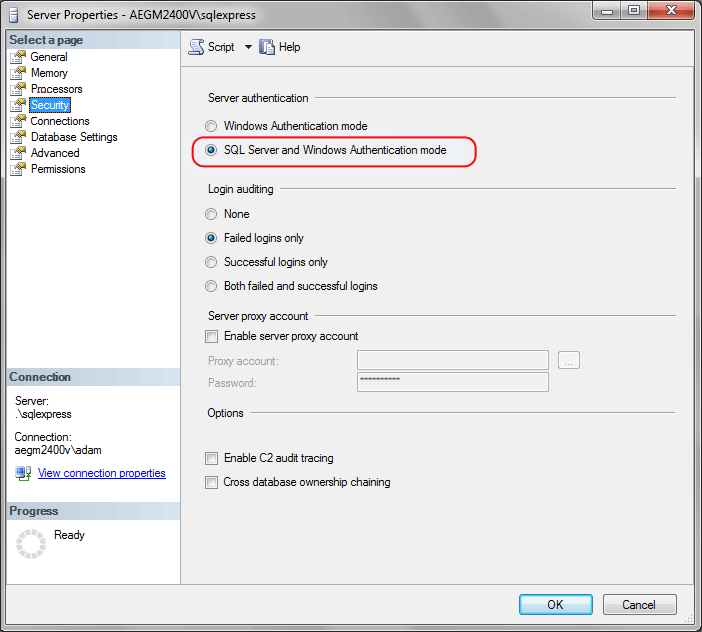 Server Properties - AEGM2400V\sqlexpress
Select a page
General
Memory
Processors
Security
Connections
Database Settings
Advanced
Permissions
Script
Help
Server authentication
Windows Authentication mode
SQL Server and Windows Authentication mode
Login auditing
None
Failed logins only
Successful logins only
Both failed and successful logins
Server proxy account
Enable server proxy account
Proxy account:
...
Password:
**********
Options
Enable C2 audit tracing
Cross database ownership chaining
Connection
Server:
.\sqlexpress
Connection:
aegm2400v\adam
View connection properties
Progress
Ready
OK
Cancel